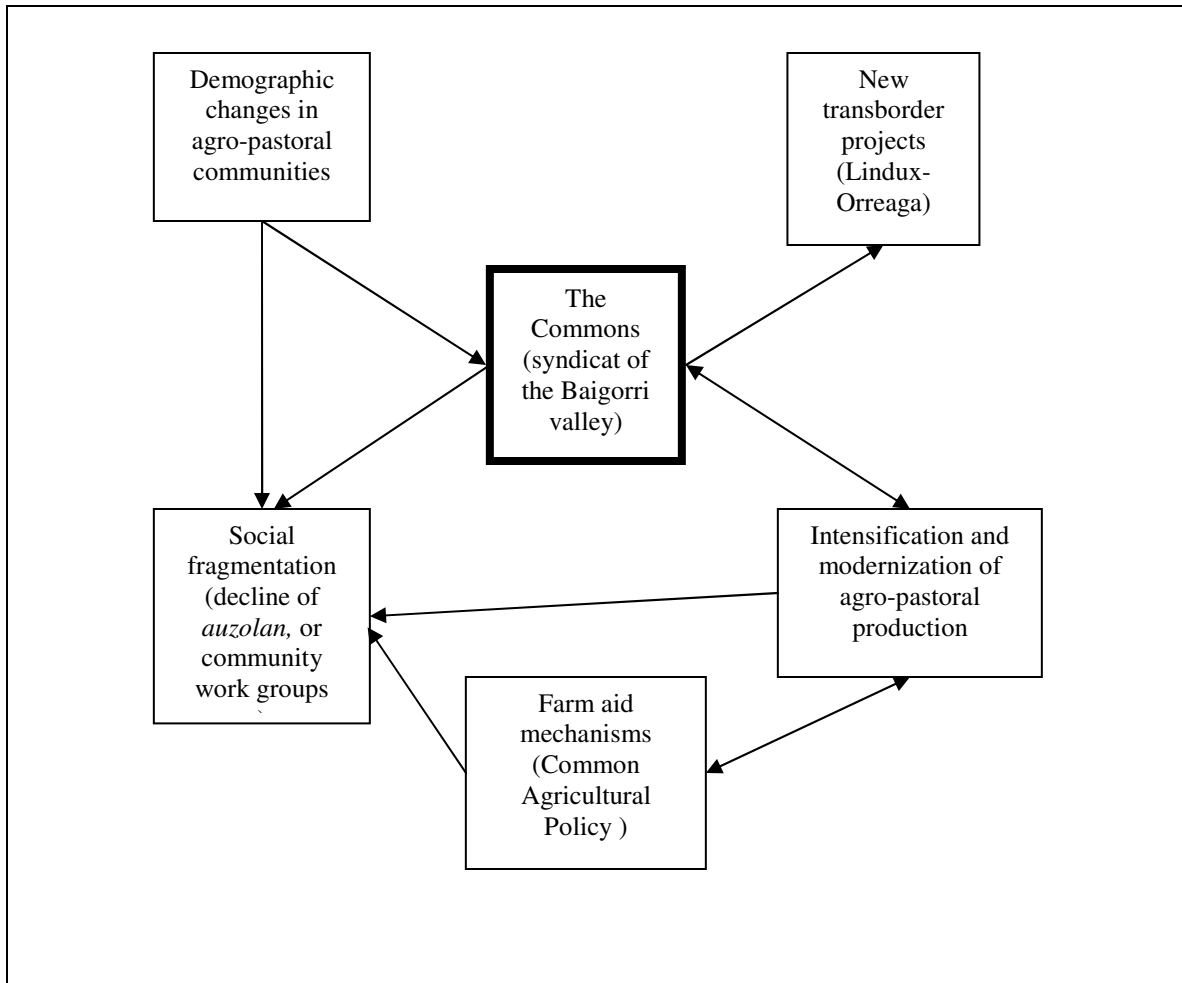 Demographic
changes in
agro-pastoral
communities
New
transborder
projects
(Lindux-
Orreaga)
The
Commons
(syndicat of
the Baigorri
valley)
Social
fragmentation
(decline of
auzolan, or
community
work groups
)
Intensification and
modernization of
agro-pastoral
production
Farm aid
mechanisms
(Common
Agricultural
Policy )